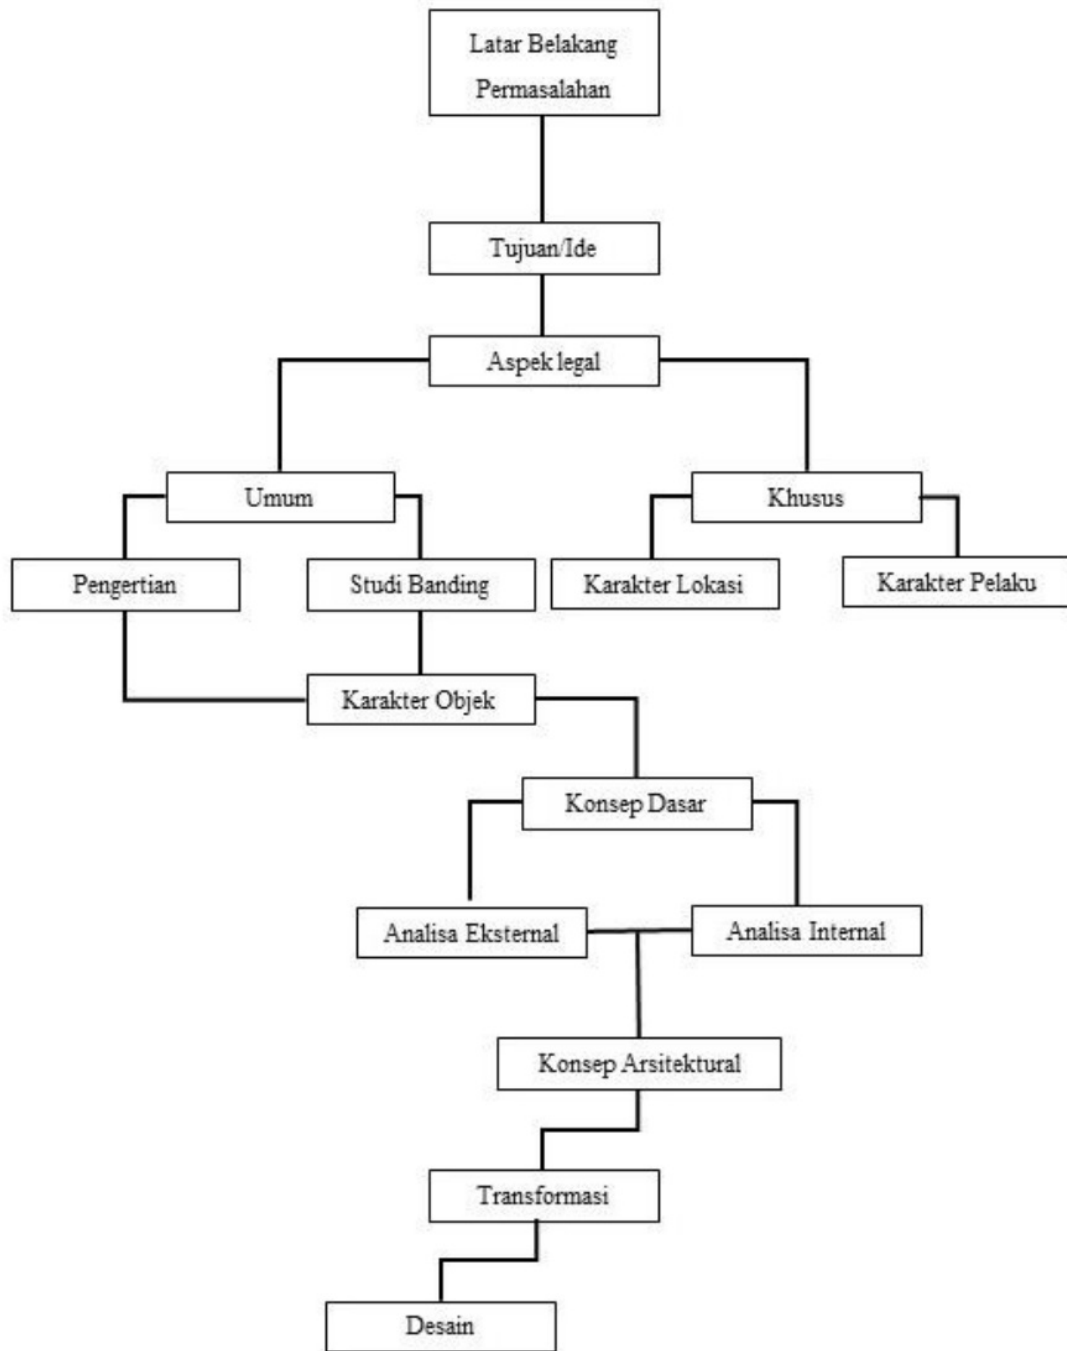 Latar Belakang
Permasalahan
Tujuan/Ide
Aspek legal
Umum
Khusus
Pengertian
Studi Banding
Karakter Lokasi
Karakter Pelaku
Karakter Objek
Konsep Dasar
Analisa Eksternal
Analisa Internal
Konsep Arsitektural
Transformasi
Desain